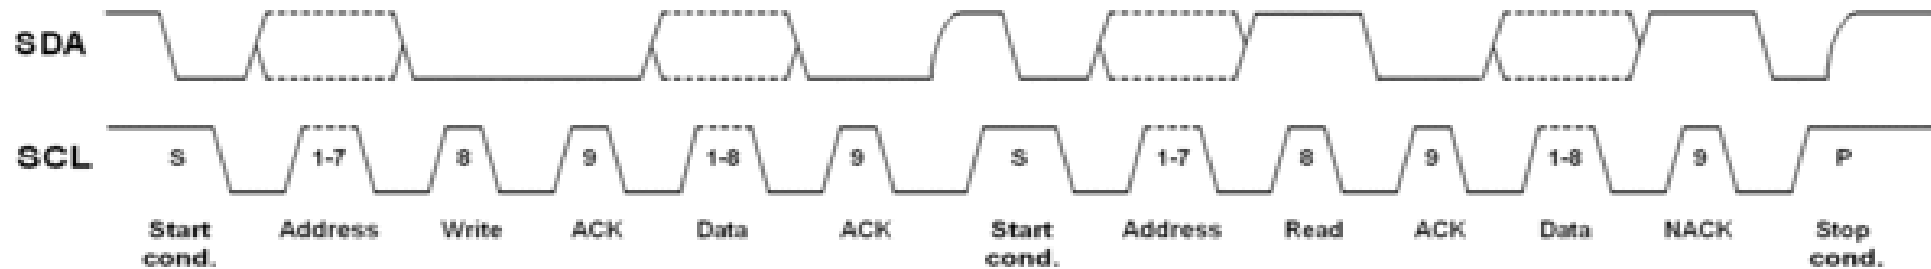 SDA
SCL
S 1-7 8 9 1-8 9 S 1-7 8 9 1-8 9 P
Start cond. Address Write ACK Data ACK Start cond. Address Read ACK Data NACK Stop cond.